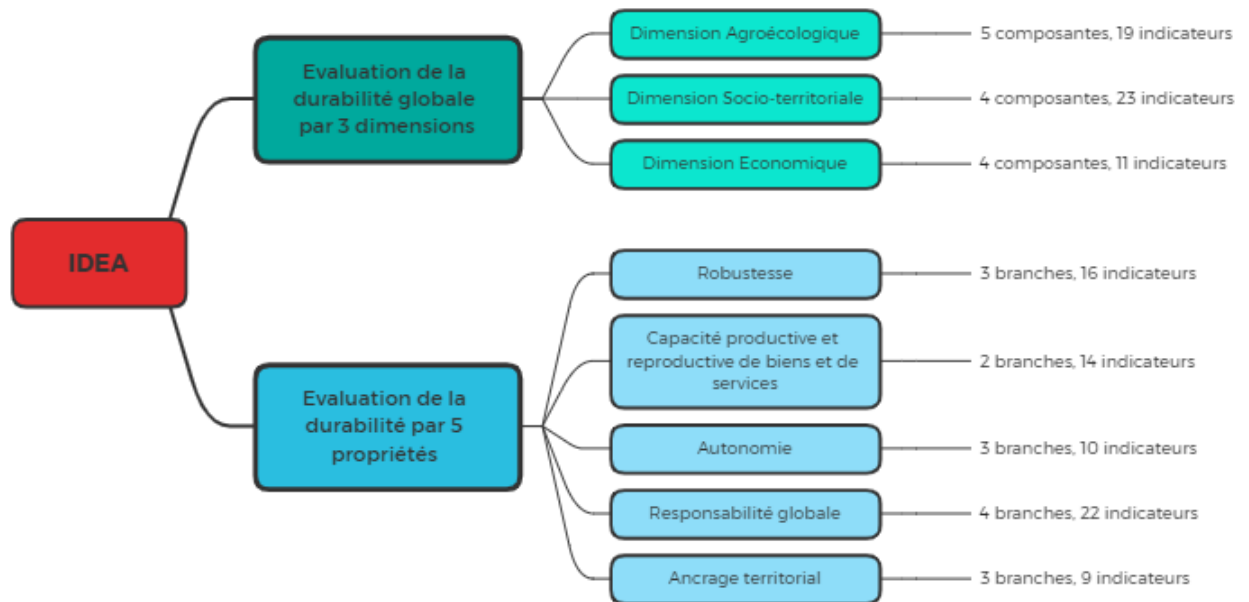 IDEA
Evaluation de la
durabilité globale
par 3 dimensions
Dimension Agroécologique
5 composantes, 19 indicateurs
Dimension Socio-territoriale
4 composantes, 23 indicateurs
Dimension Economique
4 composantes, 11 indicateurs
Evaluation de la
durabilité par 5
propriétés
Robustesse
3 branches, 16 indicateurs
Capacité productive et
reproductive de biens et de
services
2 branches, 14 indicateurs
Autonomie
3 branches, 10 indicateurs
Responsabilité globale
4 branches, 22 indicateurs
Ancrage territorial
3 branches, 9 indicateurs